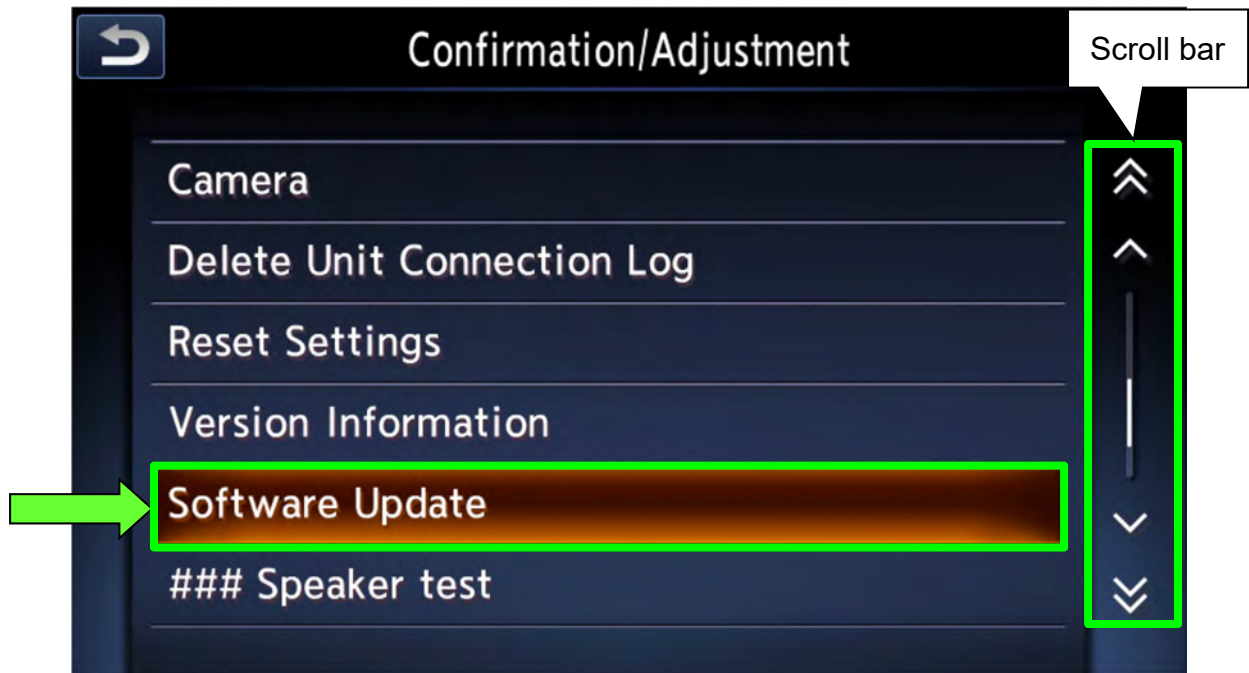 Confirmation/Adjustment
Scroll bar
Camera
Delete Unit Connection Log
Reset Settings
Version Information
Software Update
### Speaker test